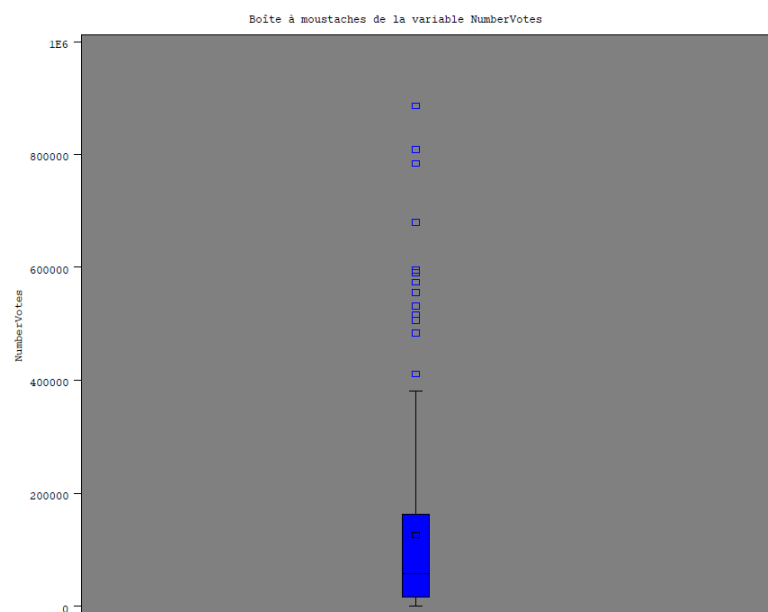 Boîte à moustaches de la variable NumberVotes
1E6
800000
600000
NumberVotes
400000
200000
0